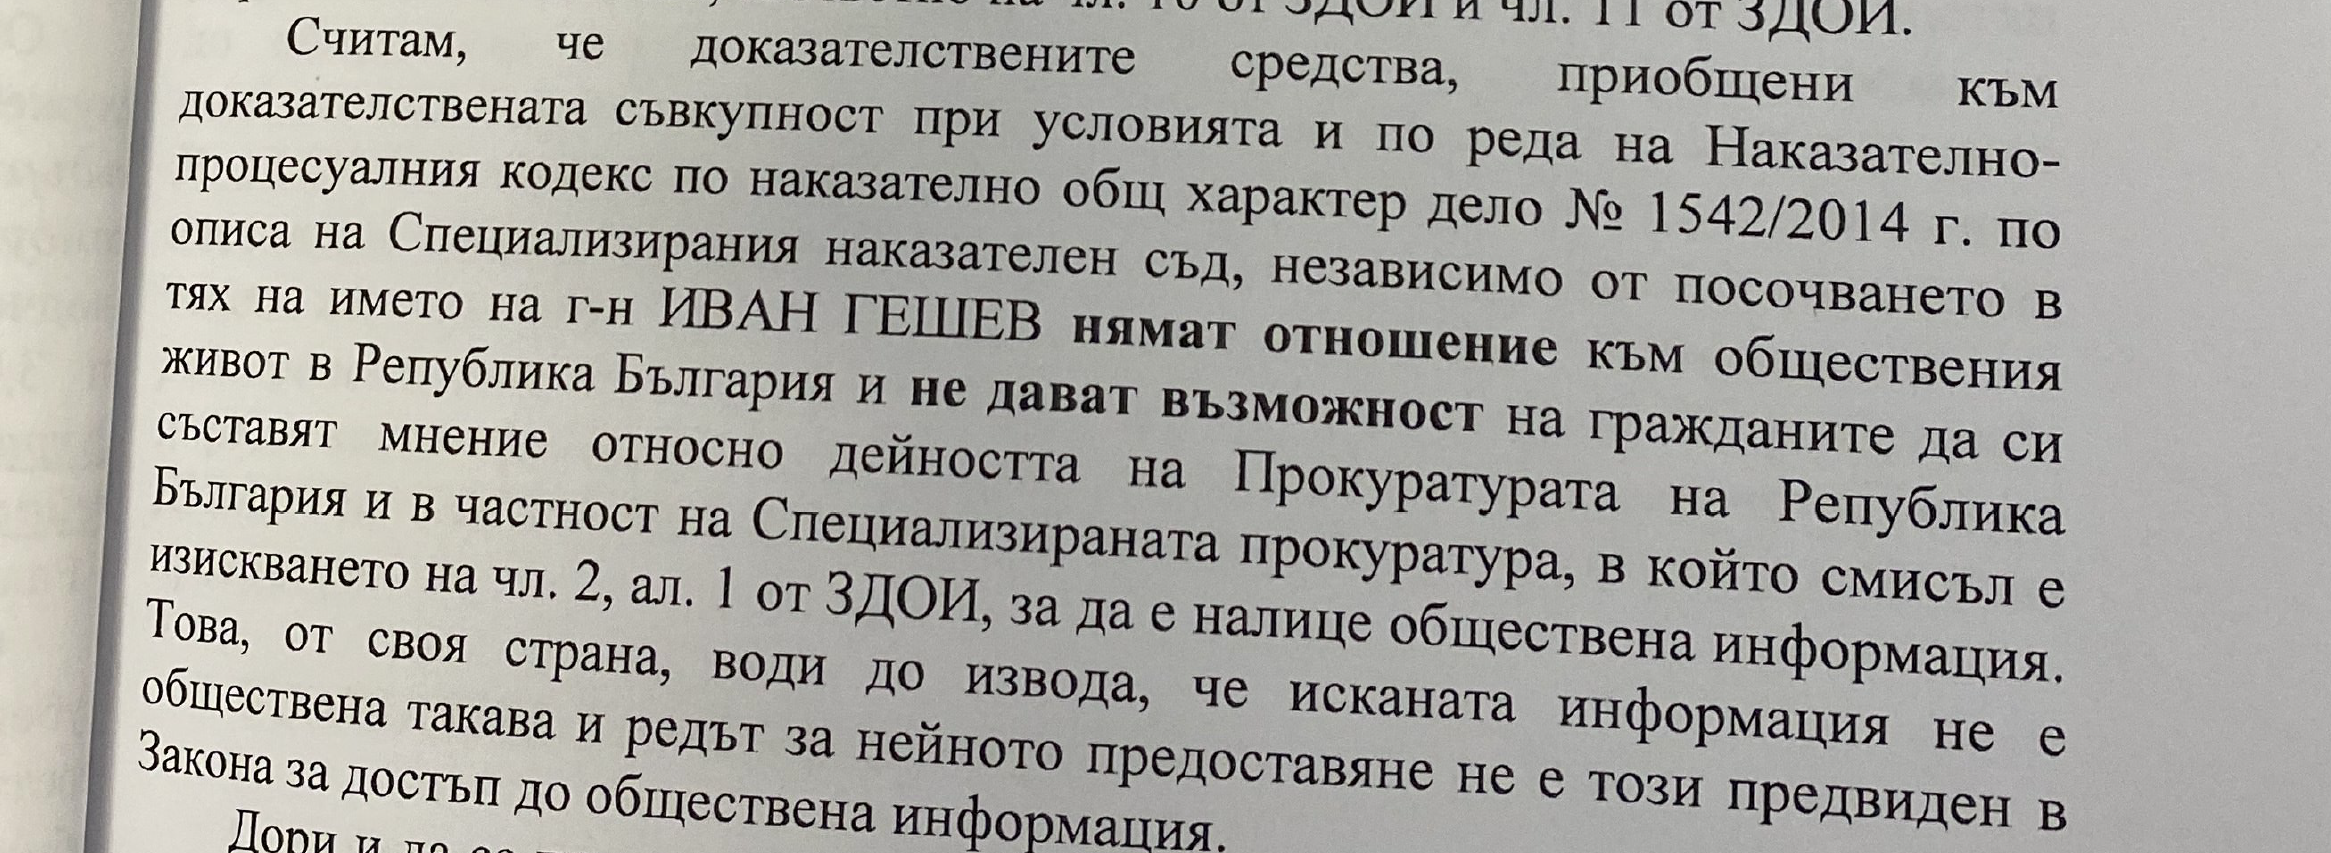 чл. 10 от ЗДОИ и чл. 11 от ЗДОИ.
Считам, че доказателствените средства, приобщени към
доказателствената съвкупност при условията и по реда на Наказателно-
процесуалния кодекс по наказателно общ характер дело № 1542/2014 г. по
описа на Специализирания наказателен съд, независимо от посочването в
тях на името на г-н ИВАН ГЕШЕВ нямат отношение към обществения
живот в Република България и не дават възможност на гражданите да си
съставят мнение относно дейността на Прокуратурата на Република
България и в частност на Специализираната прокуратура, в който смисъл е
изискването на чл. 2, ал. 1 от ЗДОИ, за да е налице обществена информация.
Това, от своя страна, води до извода, че исканата информация не е
обществена такава и редът за нейното предоставяне не е този предвиден в
Закона за достъп до обществена информация.
Дори и да се